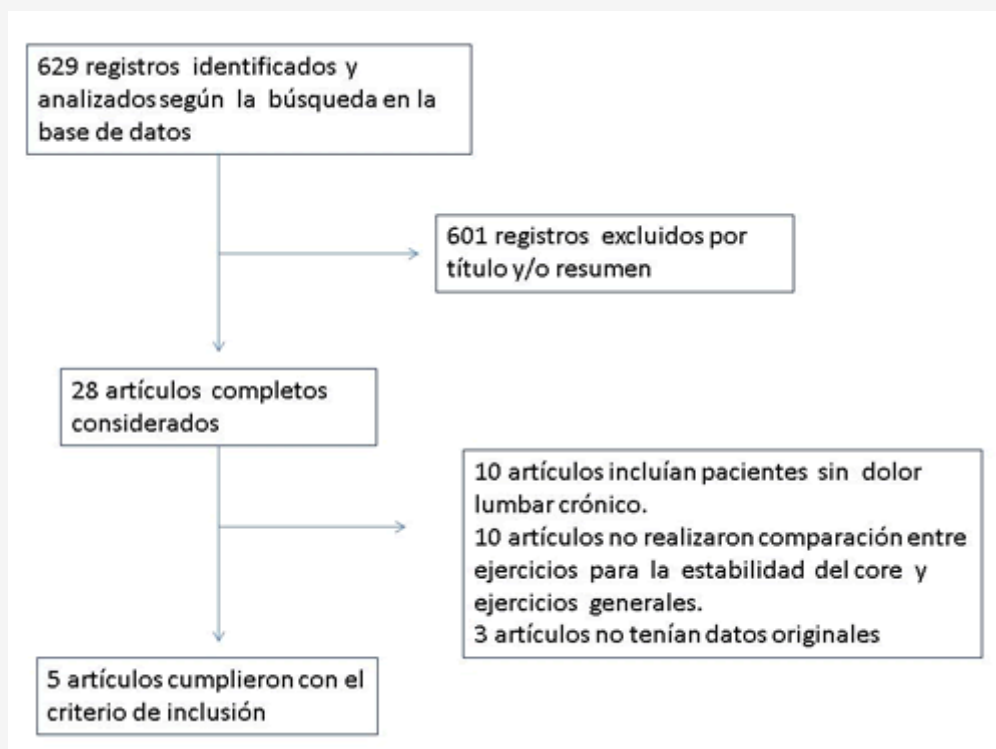 629 registros identificados y
analizados según la búsqueda en la
base de datos
601 registros excluidos por
título y/o resumen
28 artículos completos
considerados
10 artículos incluían pacientes sin dolor
lumbar crónico.
10 artículos no realizaron comparación entre
ejercicios para la estabilidad del core y
ejercicios generales.
3 artículos no tenían datos originales
5 artículos cumplieron con el
criterio de inclusión